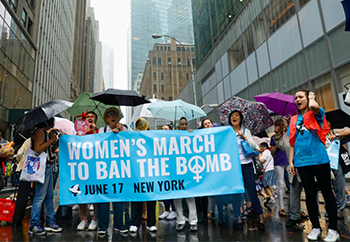 WOMEN'S MARCH
TO BAN THE BOMB
JUNE 17 NEW YORK